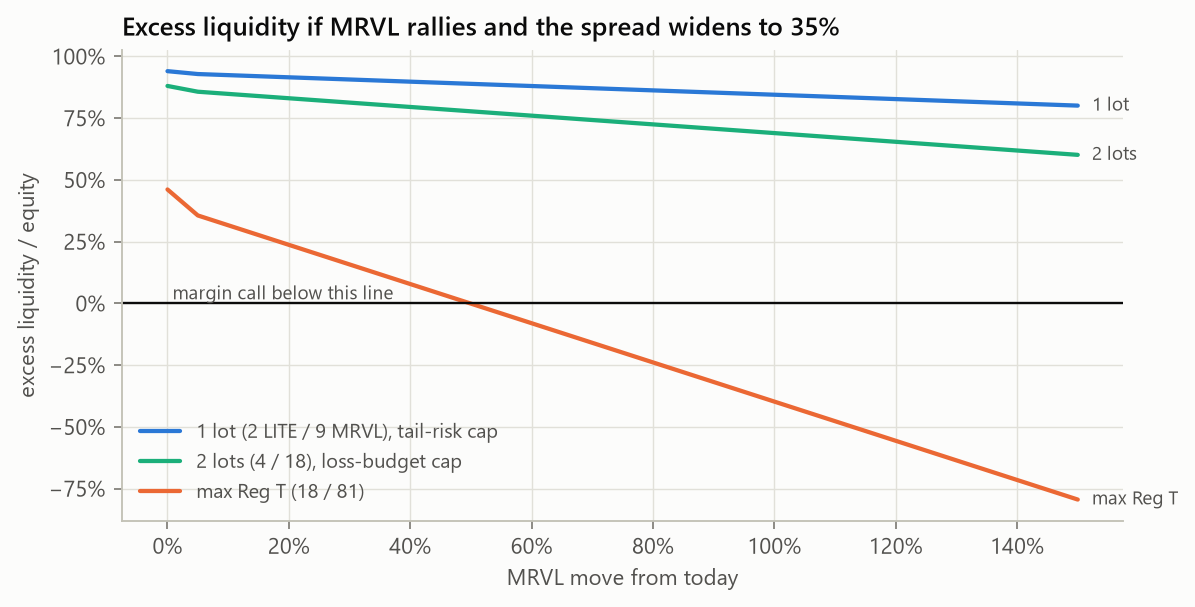 Excess liquidity if MRVL rallies and the spread widens to 35%
excess liquidity / equity
100%
75%
50%
25%
0%
−25%
−50%
−75%
1 lot
2 lots
margin call below this line
1 lot (2 LITE / 9 MRVL), tail-risk cap
2 lots (4 / 18), loss-budget cap
max Reg T (18 / 81)
max Reg T
0%
20%
40%
60%
80%
100%
120%
140%
MRVL move from today